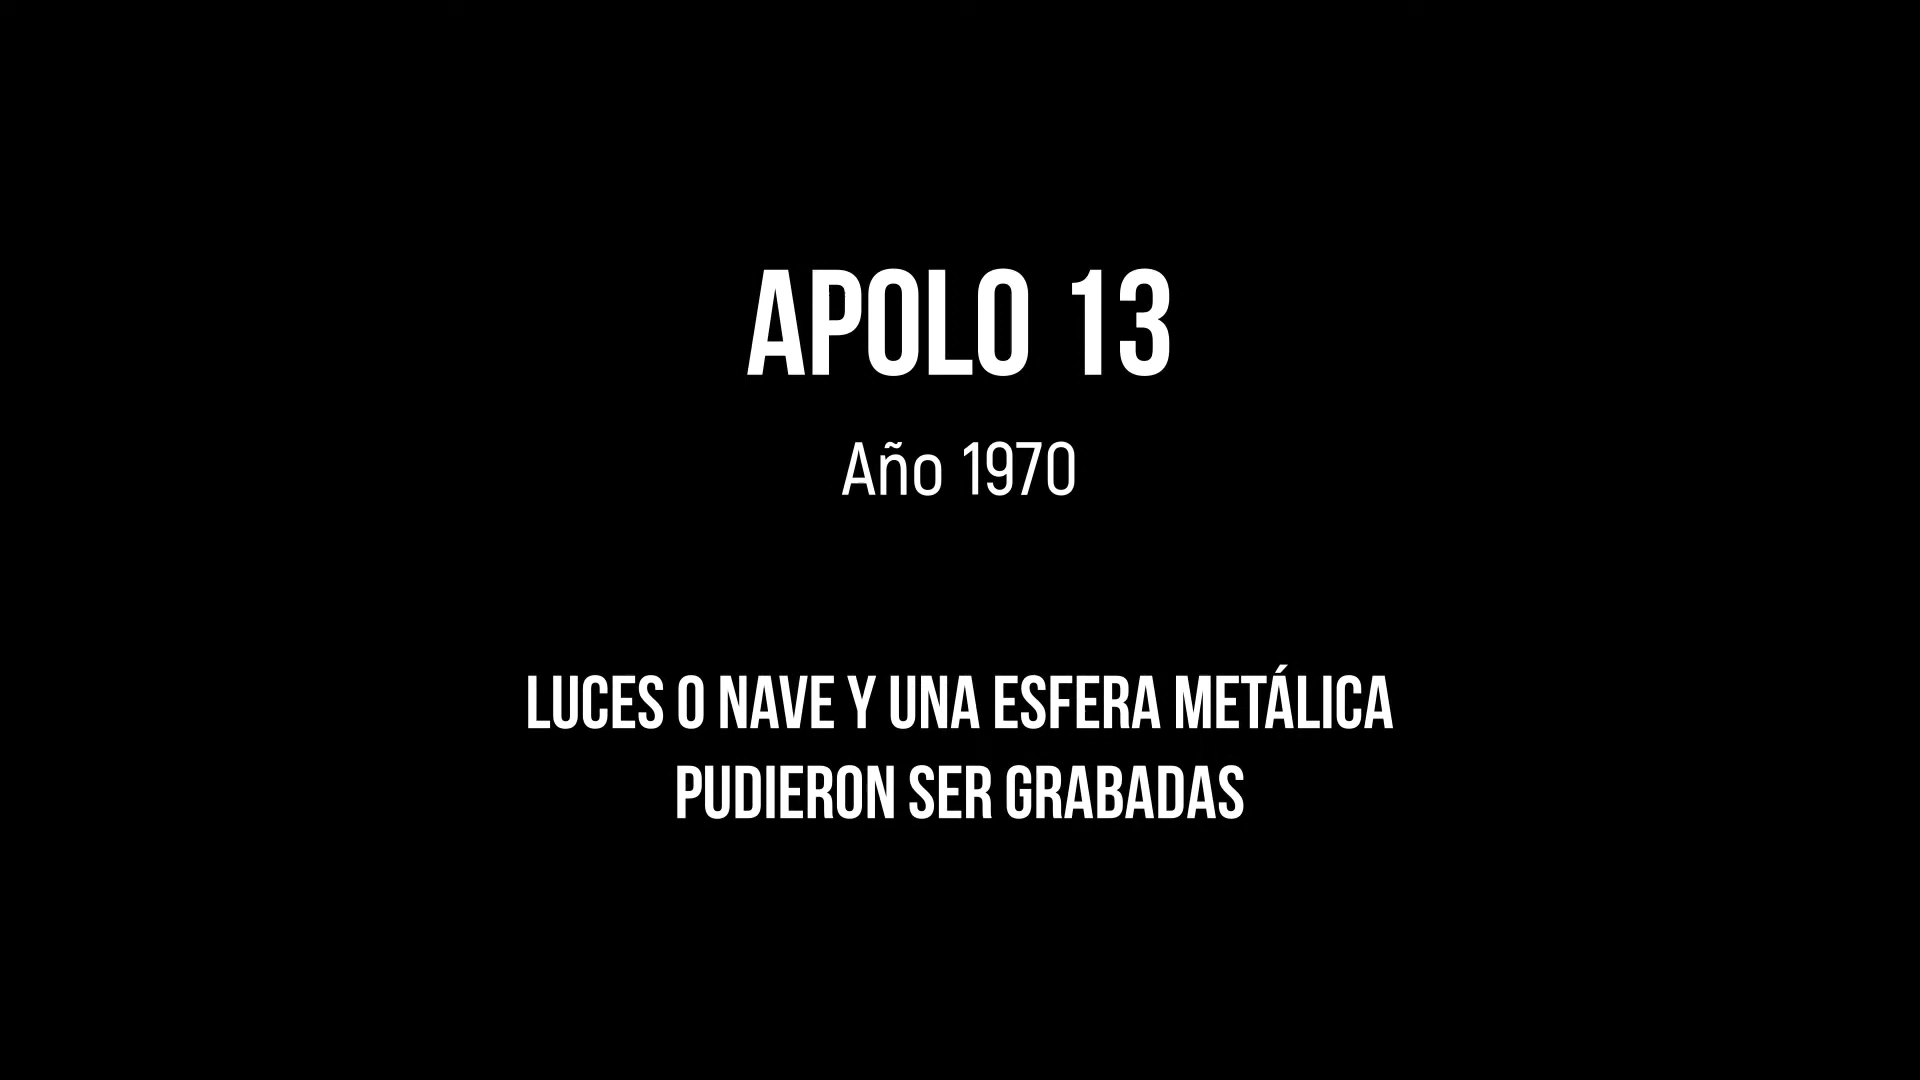 APOLO 13
Año 1970
LUCES O NAVE Y UNA ESFERA METÁLICA
PUDIERON SER GRABADAS